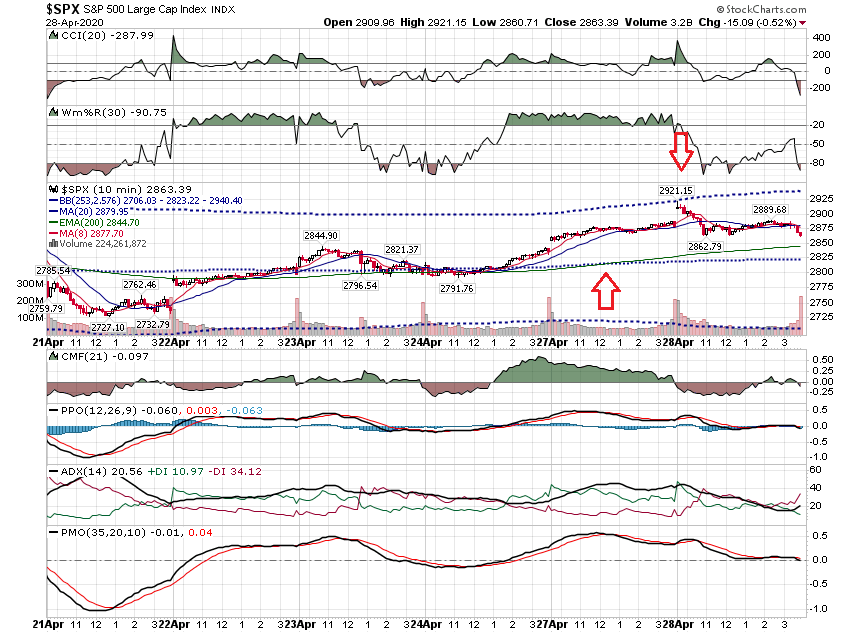 $SPX S&P 500 Large Cap Index INDX
© StockCharts.com
28-Apr-2020
Open 2909.96 High 2921.15 Low 2860.71 Close 2863.39 Volume 3.2B Chg -15.09 (-0.52%)
CCI(20) -287.99
400
200
0
-200
Wm%R(30) -90.75
-20
-50
-80
$SPX (10 min) 2863.39
BB(253,2.576) 2706.03 - 2823.22 - 2940.40
MA(20) 2879.95
EMA(200) 2844.70
MA(8) 2877.70
Volume 224,261,872
2921.15
2889.68
2844.90
2821.37
2862.79
2785.54
2762.46
2796.54
2791.76
2759.79
2727.10
2732.79
2925
2900
2875
2850
2825
2800
2775
2750
2725
300M
200M
100M
21Apr 11 12 1 2 3 22Apr 11 12 1 2 3 23Apr 11 12 1 2 3 24Apr 11 12 1 2 3 27Apr 11 12 1 2 3 28Apr 11 12 1 2 3
CMF(21) -0.097
0.50
0.25
0.00
-0.25
PPO(12,26,9) -0.060, 0.003, -0.063
0.5
0.0
-0.5
-1.0
ADX(14) 20.56 +DI 10.97 -DI 34.12
60
40
20
PMO(35,20,10) -0.01, 0.04
0.5
0.0
-0.5
-1.0
21Apr 11 12 1 2 3 22Apr 11 12 1 2 3 23Apr 11 12 1 2 3 24Apr 11 12 1 2 3 27Apr 11 12 1 2 3 28Apr 11 12 1 2 3